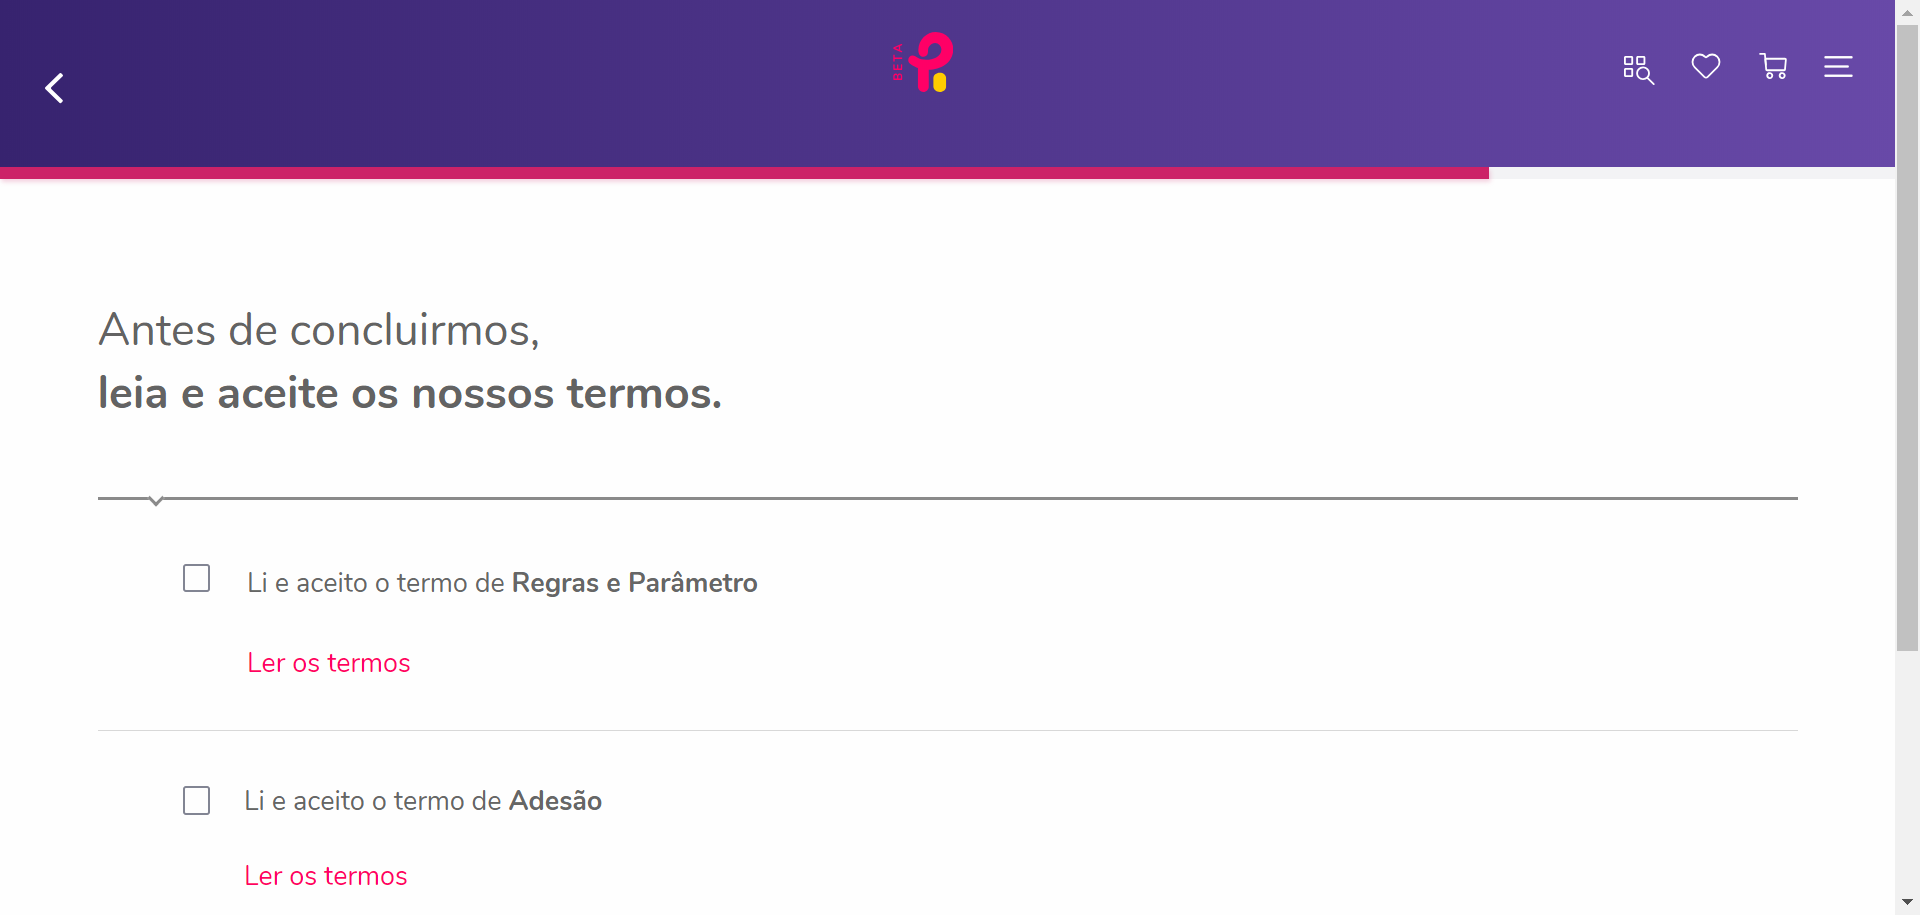 BETA
Antes de concluirmos,
leia e aceite os nossos termos.
Li e aceito o termo de Regras e Parâmetro
Ler os termos
Li e aceito o termo de Adesão
Ler os termos